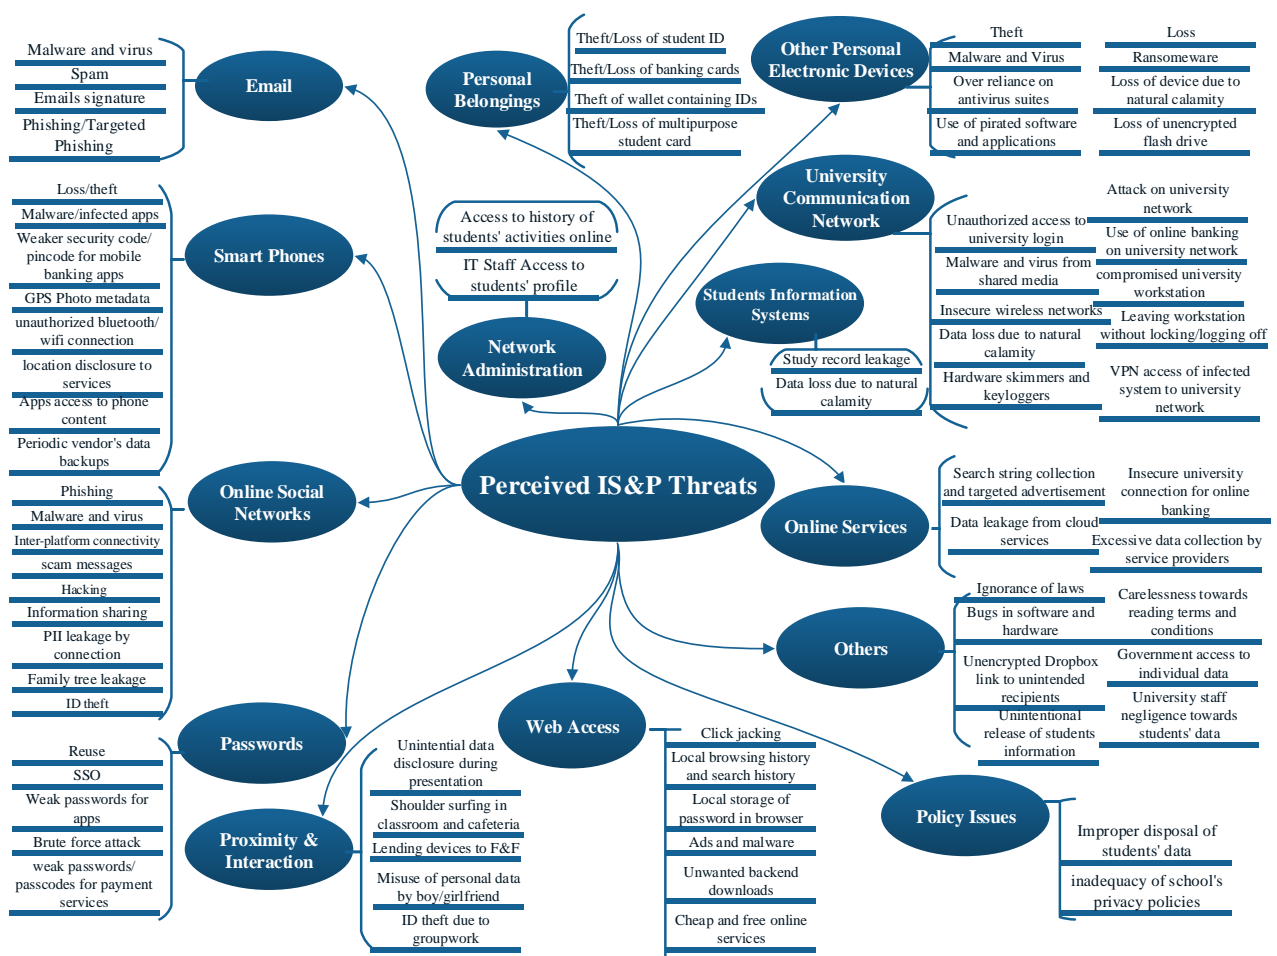 Perceived IS&P Threats
Email
Malware and virus
Spam
Emails signature
Phishing/Targeted
Phishing
Smart Phones
Loss/theft
Malware/infected apps
Weaker security code/
pincode for mobile
banking apps
GPS Photo metadata
unauthorized bluetooth/
wifi connection
location disclosure to
services
Apps access to phone
content
Periodic vendor's data
backups
Online Social
Networks
Phishing
Malware and virus
Inter-platform connectivity
scam messages
Hacking
Information sharing
PII leakage by
connection
Family tree leakage
ID theft
Passwords
Reuse
SSO
Weak passwords for
apps
Brute force attack
weak passwords/
passcodes for payment
services
Proximity &
Interaction
Unintential data
disclosure during
presentation
Shoulder surfing in
classroom and cafeteria
Lending devices to F&F
Misuse of personal data
by boy/girlfriend
ID theft due to
groupwork
Web Access
Click jacking
Local browsing history
and search history
Local storage of
password in browser
Ads and malware
Unwanted backend
downloads
Cheap and free online
services
Policy Issues
Improper disposal of
students' data
inadequacy of school's
privacy policies
Others
Ignorance of laws
Bugs in software and
hardware
Unencrypted Dropbox
link to unintended
recipients
Unintentional
release of students
information
Carelessness towards
reading terms and
conditions
Government access to
individual data
University staff
negligence towards
students' data
Online Services
Search string collection
and targeted advertisement
Data leakage from cloud
services
Insecure university
connection for online
banking
Excessive data collection by
service providers
Students Information
Systems
Study record leakage
Data loss due to natural
calamity
University
Communication
Network
Unauthorized access to
university login
Malware and virus from
shared media
Insecure wireless networks
Data loss due to natural
calamity
Hardware skimmers and
keyloggers
Attack on university
network
Use of online banking
on university network
compromised university
workstation
Leaving workstation
without locking/logging off
VPN access of infected
system to university
network
Other Personal
Electronic Devices
Theft
Malware and Virus
Over reliance on
antivirus suites
Use of pirated software
and applications
Loss
Ransomeware
Loss of device due to
natural calamity
Loss of unencrypted
flash drive
Personal
Belongings
Theft/Loss of student ID
Theft/Loss of banking cards
Theft of wallet containing IDs
Theft/Loss of multipurpose
student card
Network
Administration
Access to history of
students' activities online
IT Staff Access to
students' profile